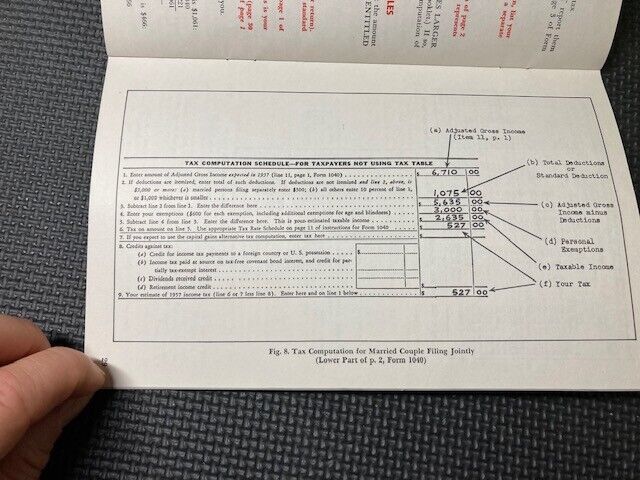 (a) Adjusted Gross Income
(Item 11, p. 1)
TAX COMPUTATION SCHEDULE—FOR TAXPAYERS NOT USING TAX TABLE
1. Enter amount of Adjusted Gross Income expected in 1957 (line 11, page 1, Form 1040) $ 6,710 00
2. If deductions are itemized, enter total of such deductions. If deductions are not itemized and line 1, above, is
$5,000 or more: (a) married persons filing separately enter $500; (b) all others enter 10 percent of line 1,
or $1,000 whichever is smaller 1,075 00
(b) Total Deductions
or
Standard Deduction
3. Subtract line 2 from line 1. Enter the difference here $ 5,635 00
(c) Adjusted Gross
Income minus
Deductions
4. Enter your exemptions ($600 for each exemption, including additional exemptions for age and blindness) 3,000 00
(d) Personal
Exemptions
5. Subtract line 4 from line 3. Enter the difference here. This is your estimated taxable income $ 2,635 00
(e) Taxable Income
6. Tax on amount on line 5. Use appropriate Tax Rate Schedule on page 11 of instructions for Form 1040 $ 527 00
7. If you expect to use the capital gains alternative tax computation, enter tax here $
8. Credits against tax:
(a) Credit for income tax payments to a foreign country or U. S. possession $
(b) Income tax paid at source on tax-free covenant bond interest, and credit for par-
tially tax-exempt interest
(c) Dividends received credit
(d) Retirement income credit $
9. Your estimate of 1957 income tax (line 6 or 7 less line 8). Enter here and on line 1 below $ 527 00
(f) Your Tax
Fig. 8. Tax Computation for Married Couple Filing Jointly
(Lower Part of p. 2, Form 1040)